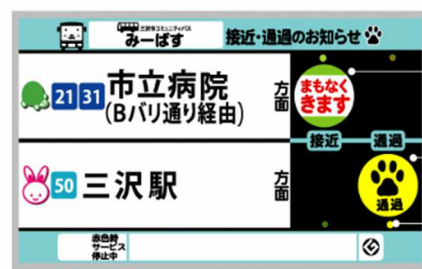 三沢市コミュニティバス
みーばす
接近・通過のお知らせ
21 31 市立病院
(Bバリ通り経由)
方面
まもなく
きます
接近 通過
50 三沢駅
方面
通過
赤色時
サービス
停止中